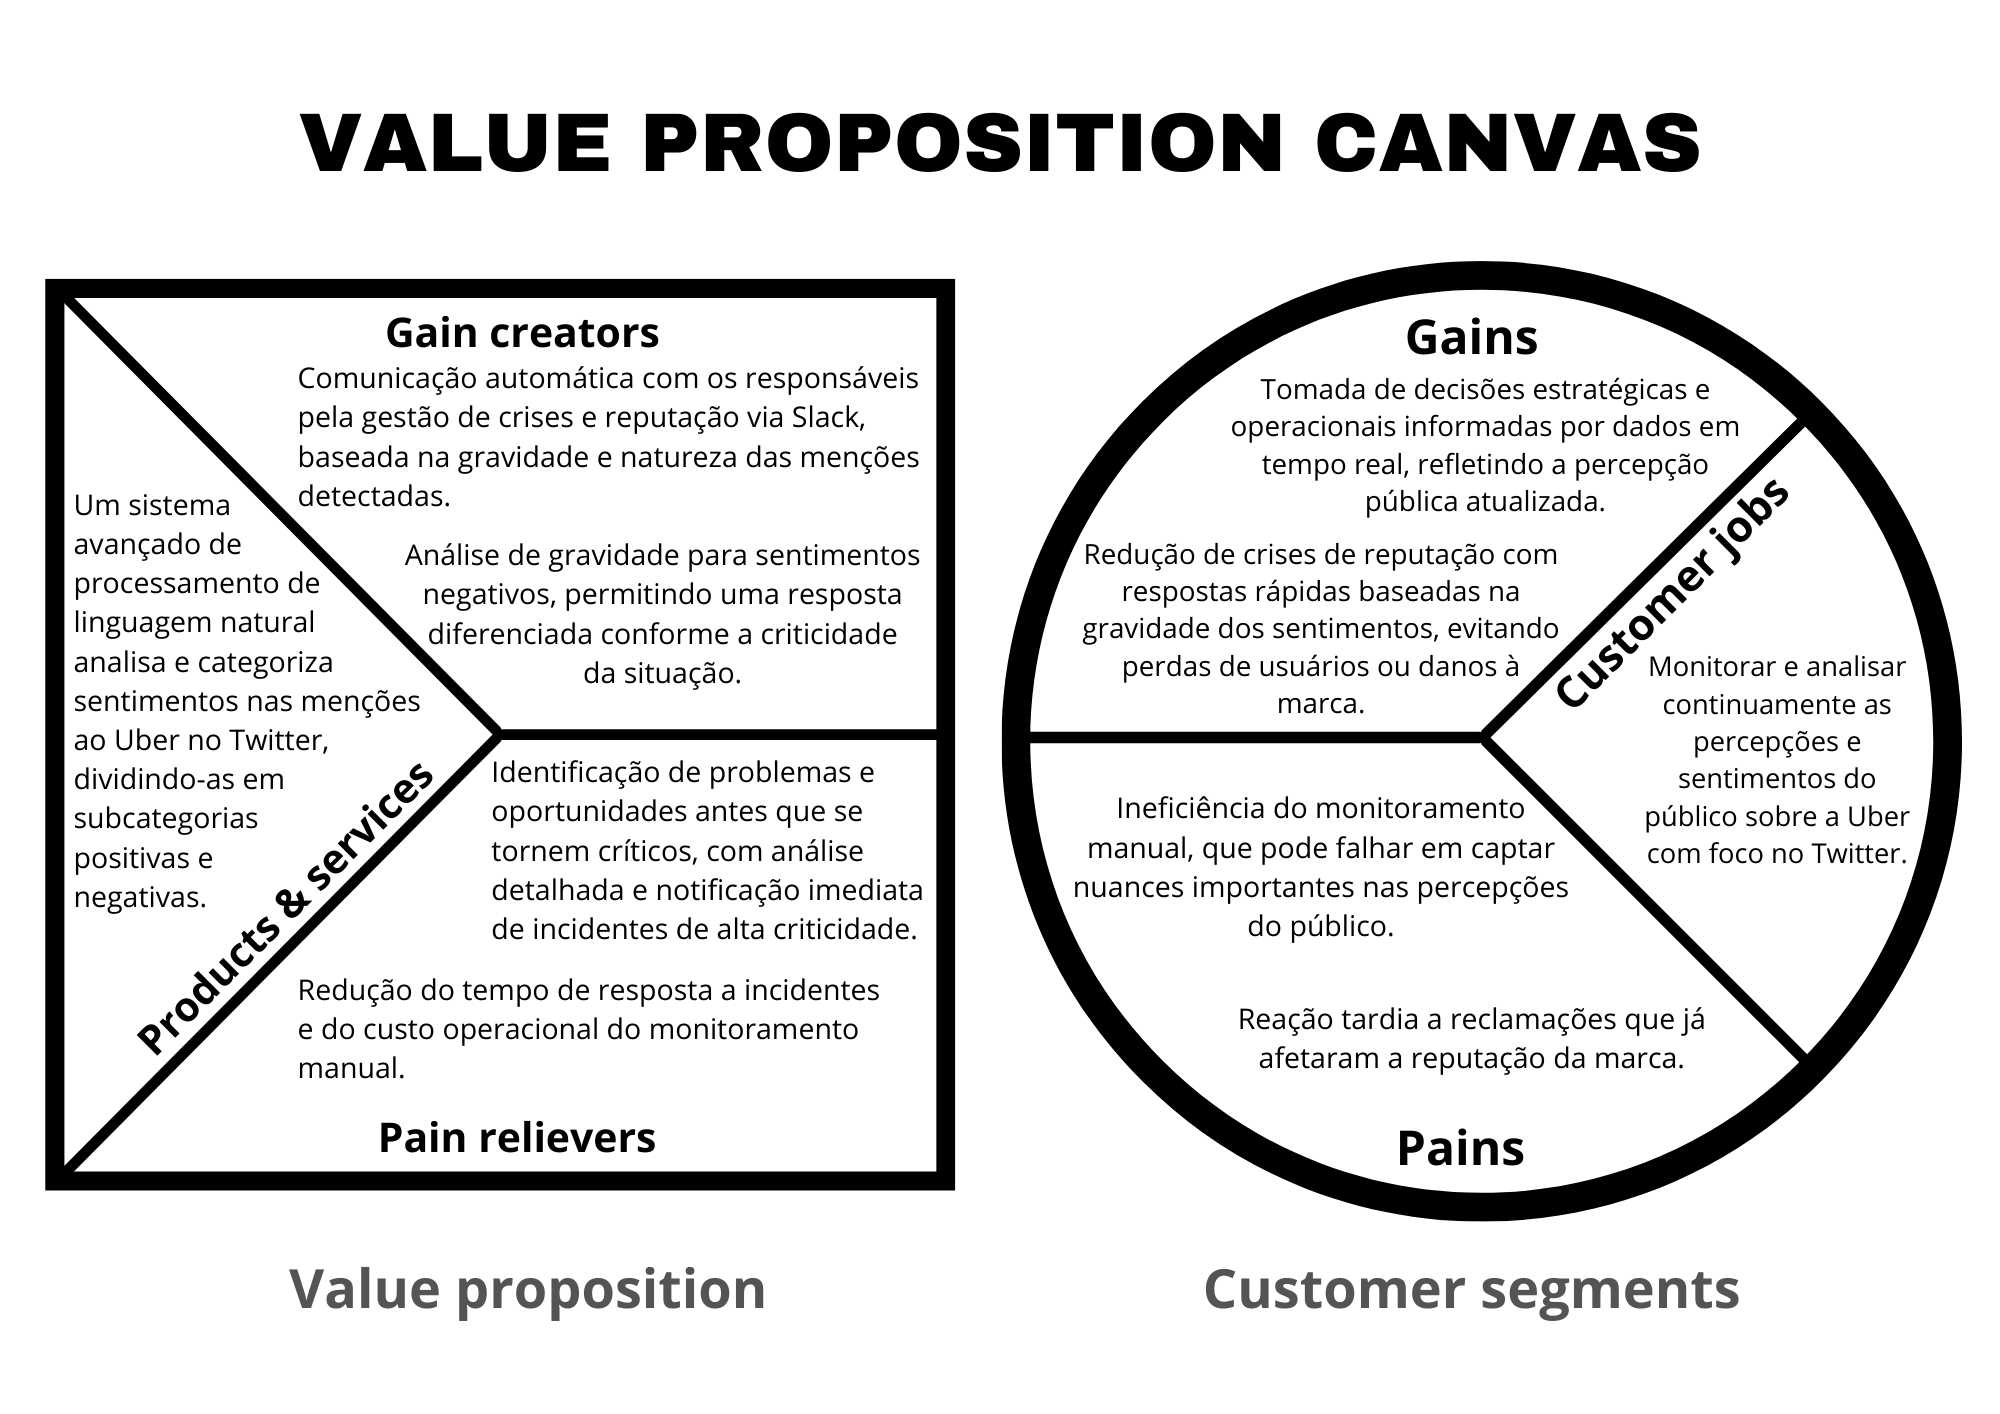 VALUE PROPOSITION CANVAS
Gain creators
Comunicação automática com os responsáveis
pela gestão de crises e reputação via Slack,
baseada na gravidade e natureza das menções
detectadas.
Análise de gravidade para sentimentos
negativos, permitindo uma resposta
diferenciada conforme a criticidade
da situação.
Um sistema
avançado de
processamento de
linguagem natural
analisa e categoriza
sentimentos nas menções
ao Uber no Twitter,
dividindo-as em
subcategorias
positivas e
negativas.
Products & services
Identificação de problemas e
oportunidades antes que se
tornem críticos, com análise
detalhada e notificação imediata
de incidentes de alta criticidade.
Redução do tempo de resposta a incidentes
e do custo operacional do monitoramento
manual.
Pain relievers
Value proposition
Gains
Tomada de decisões estratégicas e
operacionais informadas por dados em
tempo real, refletindo a percepção
pública atualizada.
Redução de crises de reputação com
respostas rápidas baseadas na
gravidade dos sentimentos, evitando
perdas de usuários ou danos à
marca.
Customer jobs
Monitorar e analisar
continuamente as
percepções e
sentimentos do
público sobre a Uber
com foco no Twitter.
Ineficiência do monitoramento
manual, que pode falhar em captar
nuances importantes nas percepções
do público.
Reação tardia a reclamações que já
afetaram a reputação da marca.
Pains
Customer segments